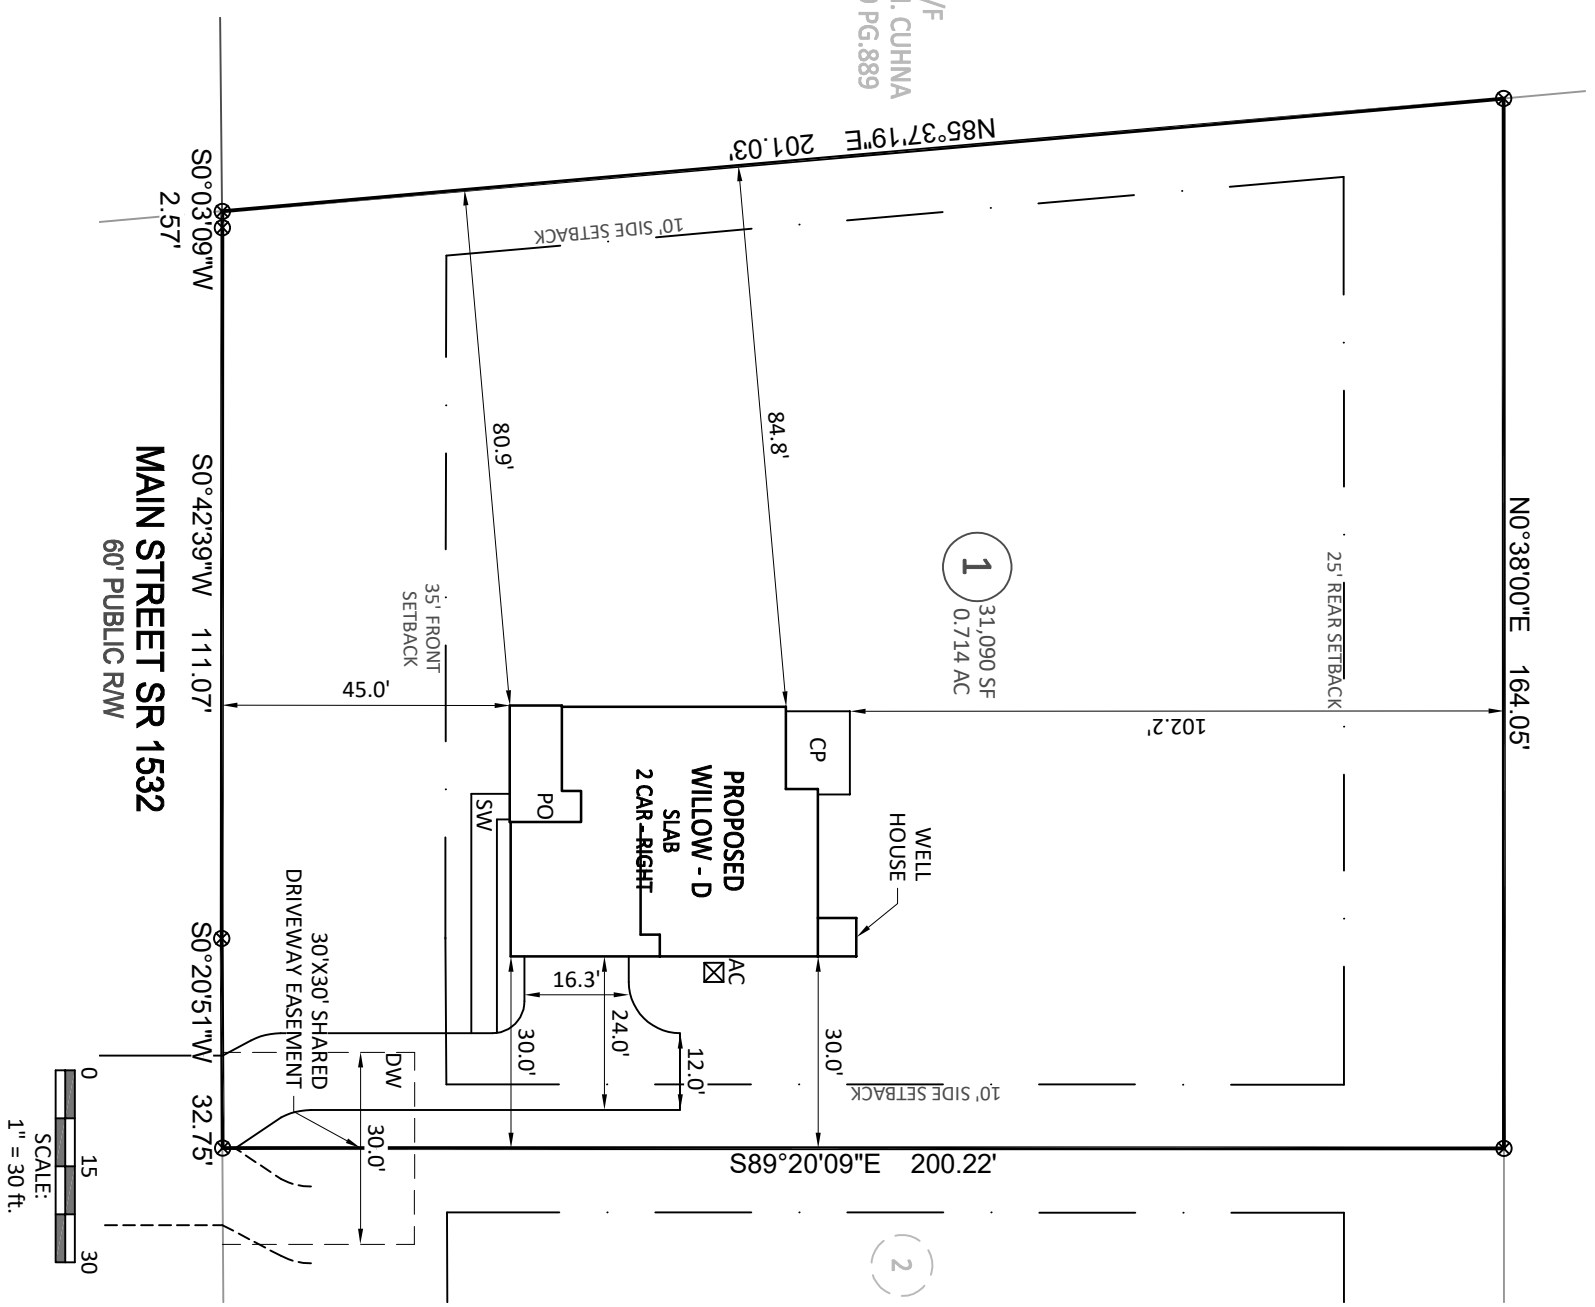 /F
. CUHNA
PG.889
N85°37'19"E 201.03'
S0°03'09"W
2.57'
10' SIDE SETBACK
80.9'
84.8'
N0°38'00"E 164.05'
25' REAR SETBACK
1
31,090 SF
0.714 AC
S0°42'39"W 111.07'
MAIN STREET SR 1532
60' PUBLIC R/W
35' FRONT
SETBACK
45.0'
102.2'
CP
PROPOSED
WILLOW - D
SLAB
2 CAR - RIGHT
PO
SW
WELL
HOUSE
AC
16.3'
24.0'
30.0'
12.0'
30.0'
10' SIDE SETBACK
S0°20'51"W 32.75'
30'X30' SHARED
DRIVEWAY EASEMENT
DW
30.0'
S89°20'09"E 200.22'
2
0 15 30
SCALE:
1" = 30 ft.